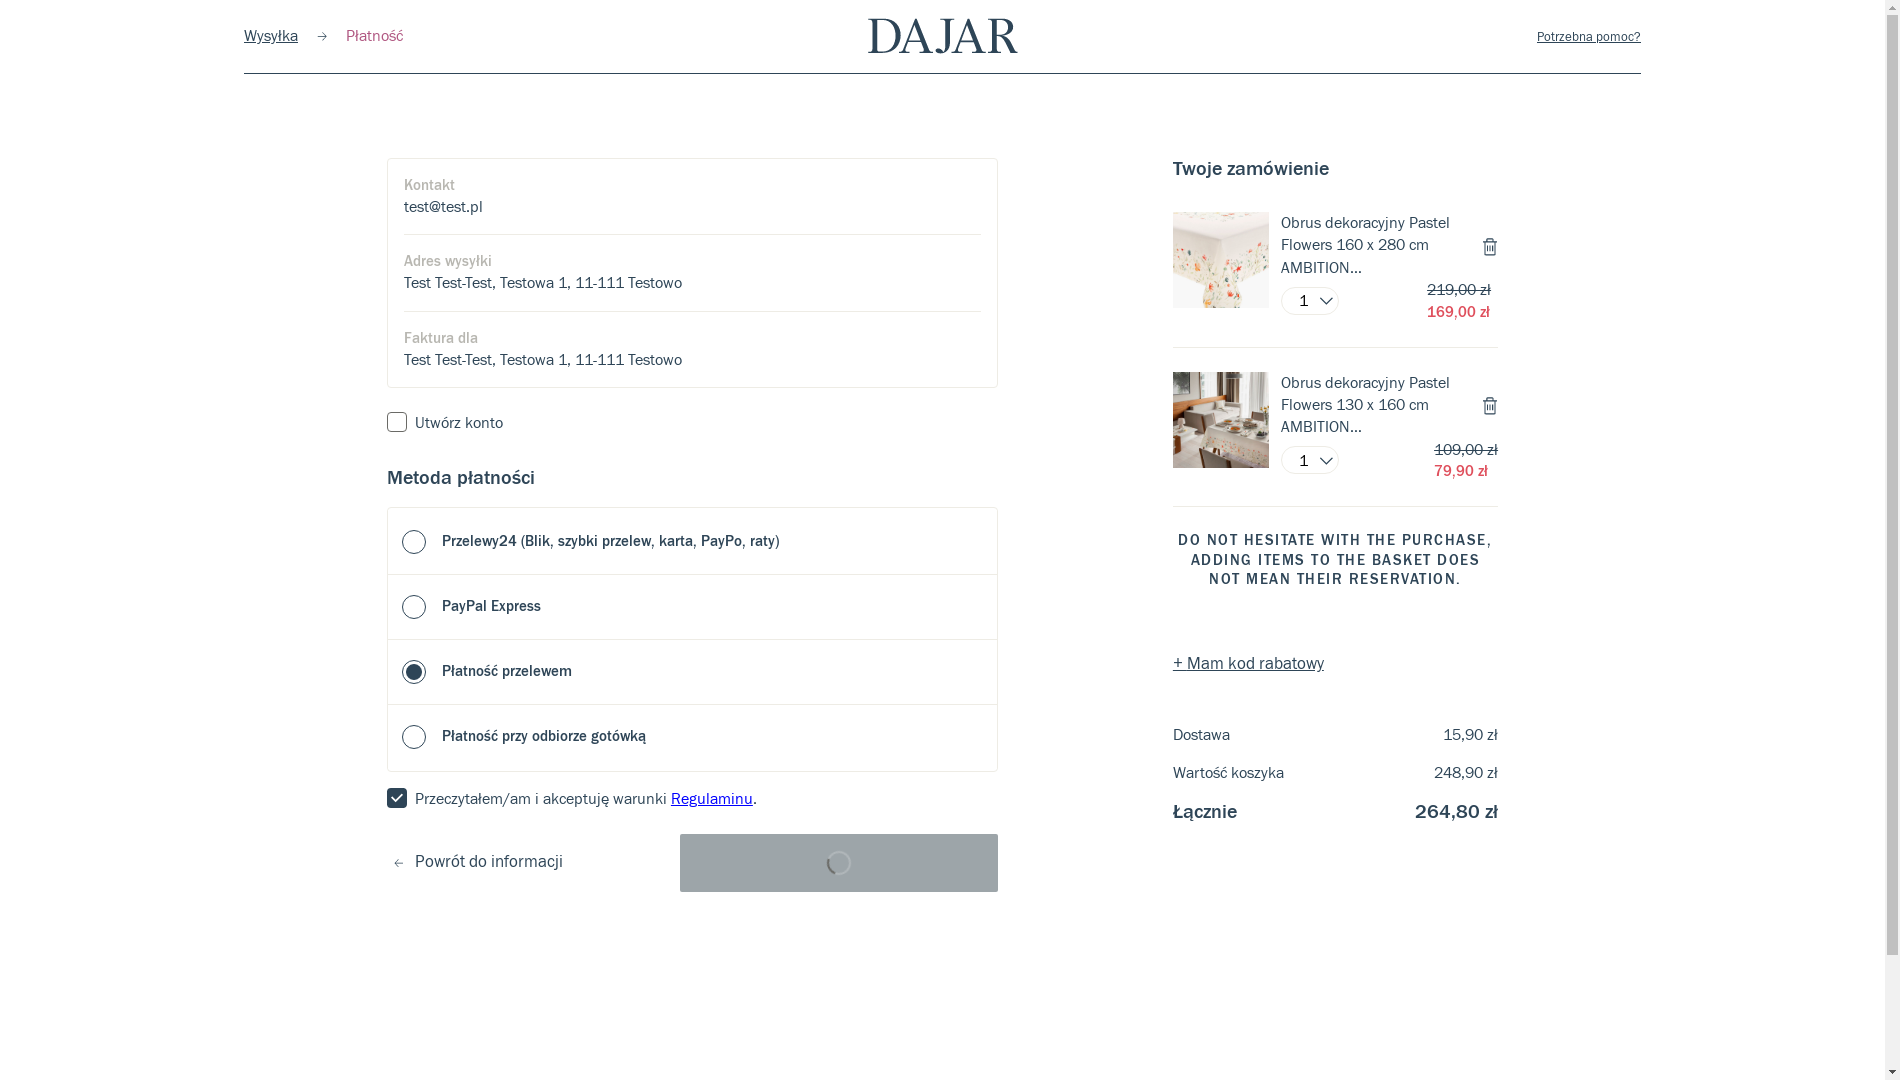 Wysyłka
Płatność
DAJAR
Potrzebna pomoc?
Kontakt
test@test.pl
Adres wysyłki
Test Test-Test, Testowa 1, 11-111 Testowo
Faktura dla
Test Test-Test, Testowa 1, 11-111 Testowo
Utwórz konto
Metoda płatności
Przelewy24 (Blik, szybki przelew, karta, PayPo, raty)
PayPal Express
Płatność przelewem
Płatność przy odbiorze gotówką
Przeczytałem/am i akceptuję warunki Regulaminu.
Powrót do informacji
Twoje zamówienie
Obrus dekoracyjny Pastel
Flowers 160 x 280 cm
AMBITION...
219,00 zł
1
169,00 zł
Obrus dekoracyjny Pastel
Flowers 130 x 160 cm
AMBITION...
109,00 zł
1
79,90 zł
DO NOT HESITATE WITH THE PURCHASE,
ADDING ITEMS TO THE BASKET DOES
NOT MEAN THEIR RESERVATION.
+ Mam kod rabatowy
Dostawa 15,90 zł
Wartość koszyka 248,90 zł
Łącznie 264,80 zł